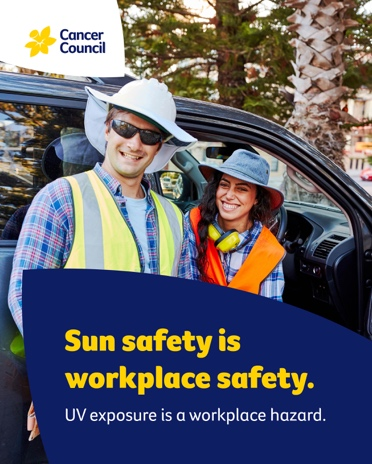 Cancer
Council
Sun safety is
workplace safety.
UV exposure is a workplace hazard.